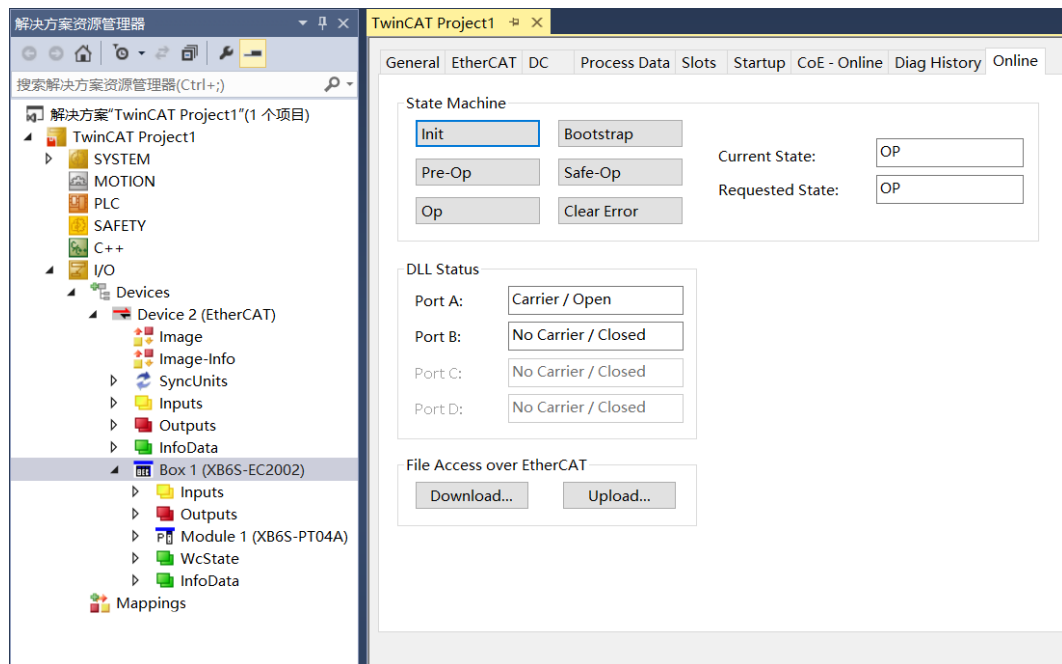 解决方案资源管理器
搜索解决方案资源管理器(Ctrl+;)
解决方案"TwinCAT Project1"(1 个项目)
TwinCAT Project1
SYSTEM
MOTION
PLC
SAFETY
C++
I/O
Devices
Device 2 (EtherCAT)
Image
Image-Info
SyncUnits
Inputs
Outputs
InfoData
Box 1 (XB6S-EC2002)
Inputs
Outputs
Module 1 (XB6S-PT04A)
WcState
InfoData
Mappings
TwinCAT Project1
General EtherCAT DC Process Data Slots Startup CoE - Online Diag History Online
State Machine
Init Bootstrap
Pre-Op Safe-Op
Op Clear Error
Current State: OP
Requested State: OP
DLL Status
Port A: Carrier / Open
Port B: No Carrier / Closed
Port C: No Carrier / Closed
Port D: No Carrier / Closed
File Access over EtherCAT
Download... Upload...